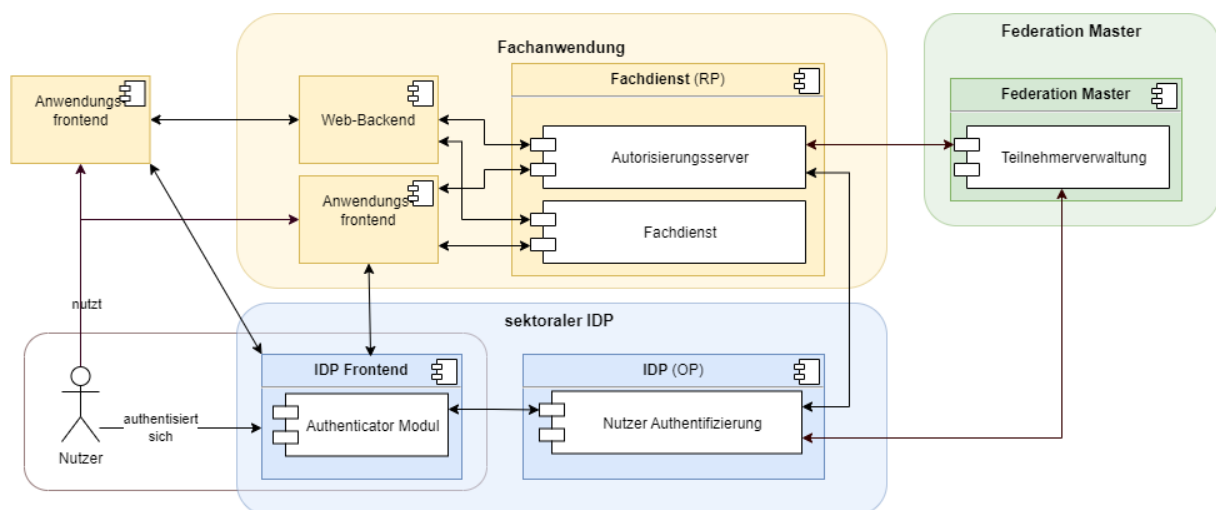 Federation Master
Fachanwendung
Anwendungs-
frontend
Web-Backend
Fachdienst (RP)
Federation Master
Autorisierungsserver
Teilnehmerverwaltung
Anwendungs-
frontend
Fachdienst
nutzt
sektoraler IDP
IDP Frontend
IDP (OP)
authentisiert
sich
Authenticator Modul
Nutzer Authentifizierung
Nutzer